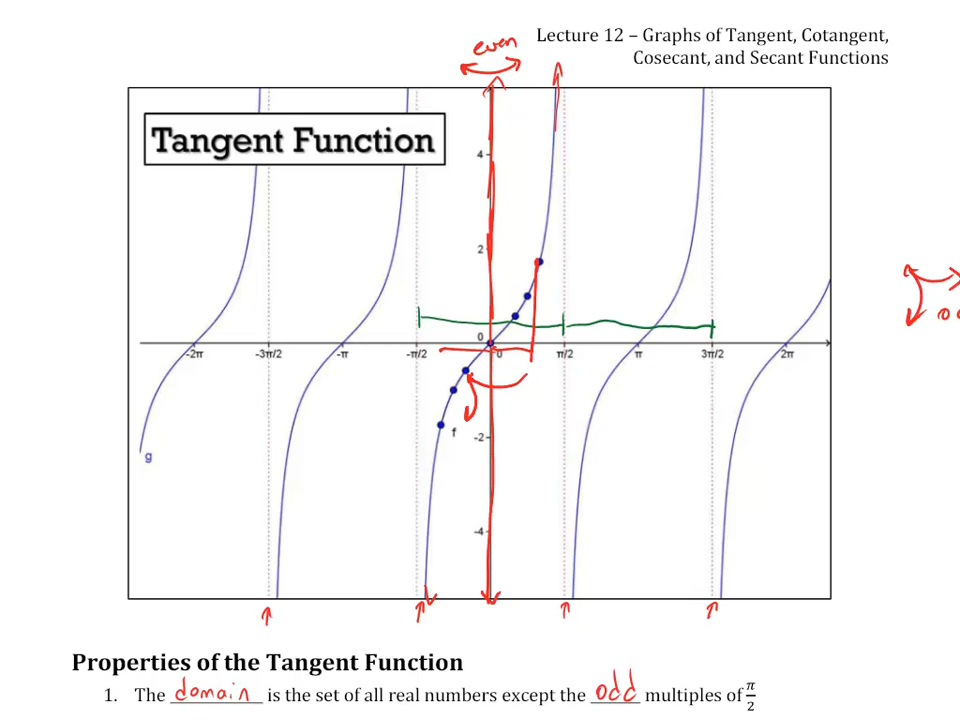 even
Lecture 12 – Graphs of Tangent, Cotangent,
Cosecant, and Secant Functions
Tangent Function
4
2
0
-2π -3π/2 -π -π/2 0 π/2 π 3π/2 2π
f
-2
g
-4
Properties of the Tangent Function
1. The domain is the set of all real numbers except the odd multiples of π/2